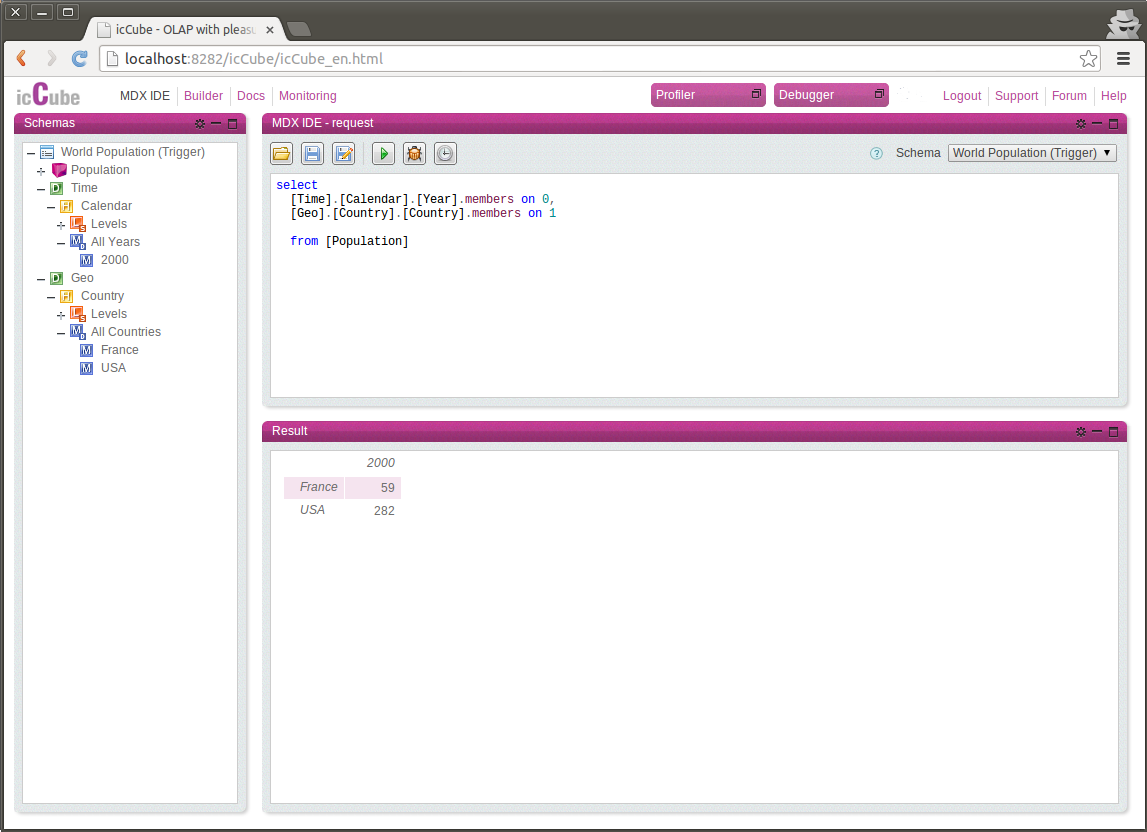 icCube - OLAP with pleasu
localhost:8282/icCube/icCube_en.html
icCube
MDX IDE Builder Docs Monitoring
Profiler
Debugger
Logout Support Forum Help
Schemas
World Population (Trigger)
Population
Time
Calendar
Levels
All Years
2000
Geo
Country
Levels
All Countries
France
USA
MDX IDE - request
Schema World Population (Trigger)
select
[Time].[Calendar].[Year].members on 0,
[Geo].[Country].[Country].members on 1
from [Population]
Result
2000
France 59
USA 282